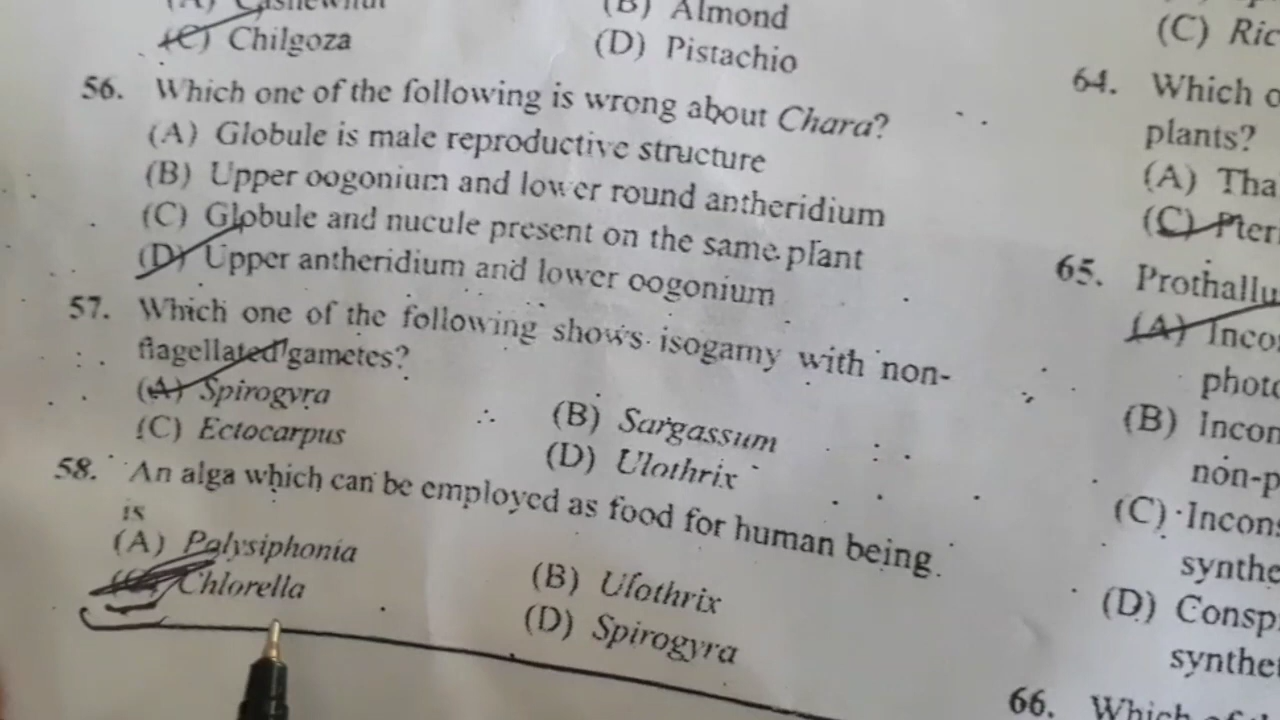 (B) Almond
(C) Chilgoza
(D) Pistachio
56. Which one of the following is wrong about Chara?
(A) Globule is male reproductive structure
(B) Upper oogonium and lower round antheridium
(C) Globule and nucule present on the same plant
(D) Upper antheridium and lower oogonium
57. Which one of the following shows isogamy with non-
flagellated gametes?
(A) Spirogyra
(B) Sargassum
(C) Ectocarpus
(D) Ulothrix
58. An alga which can be employed as food for human being
is
(A) Polysiphonia
(B) Ulothrix
(C) Chlorella
(D) Spirogyra
(C) Ric
64. Which
plants?
(A) Tha
(C) Pter
65. Prothallu
(A) Inco
photo
(B) Incon
non-p
(C) Incons
synthe
(D) Consp
synthe
66. Which